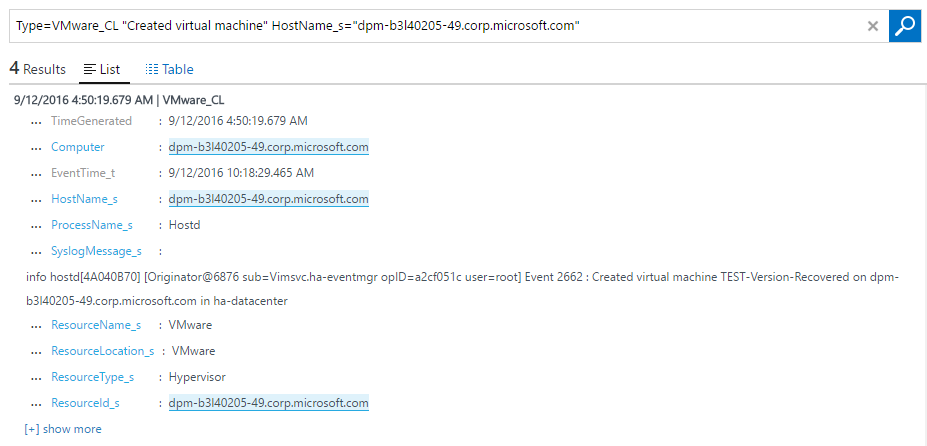 Type=VMware_CL "Created virtual machine" HostName_s="dpm-b3l40205-49.corp.microsoft.com"
4 Results List Table
9/12/2016 4:50:19.679 AM | VMware_CL
... TimeGenerated : 9/12/2016 4:50:19.679 AM
... Computer : dpm-b3l40205-49.corp.microsoft.com
... EventTime_t : 9/12/2016 10:18:29.465 AM
... HostName_s : dpm-b3l40205-49.corp.microsoft.com
... ProcessName_s : Hostd
... SyslogMessage_s :
info hostd[4A040B70] [Originator@6876 sub=Vimsvc.ha-eventmgr opID=a2cf051c user=root] Event 2662 : Created virtual machine TEST-Version-Recovered on dpm-
b3l40205-49.corp.microsoft.com in ha-datacenter
... ResourceName_s : VMware
... ResourceLocation_s : VMware
... ResourceType_s : Hypervisor
... ResourceId_s : dpm-b3l40205-49.corp.microsoft.com
[+] show more